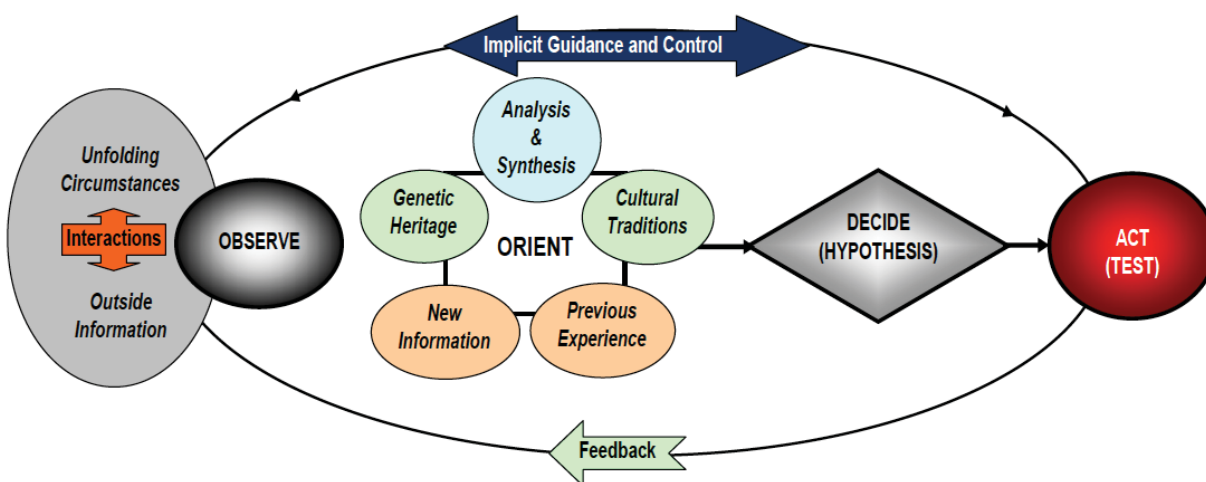 Implicit Guidance and Control
Unfolding
Circumstances
Interactions
Outside
Information
OBSERVE
Analysis
&
Synthesis
Genetic
Heritage
Cultural
Traditions
ORIENT
New
Information
Previous
Experience
DECIDE
(HYPOTHESIS)
ACT
(TEST)
Feedback